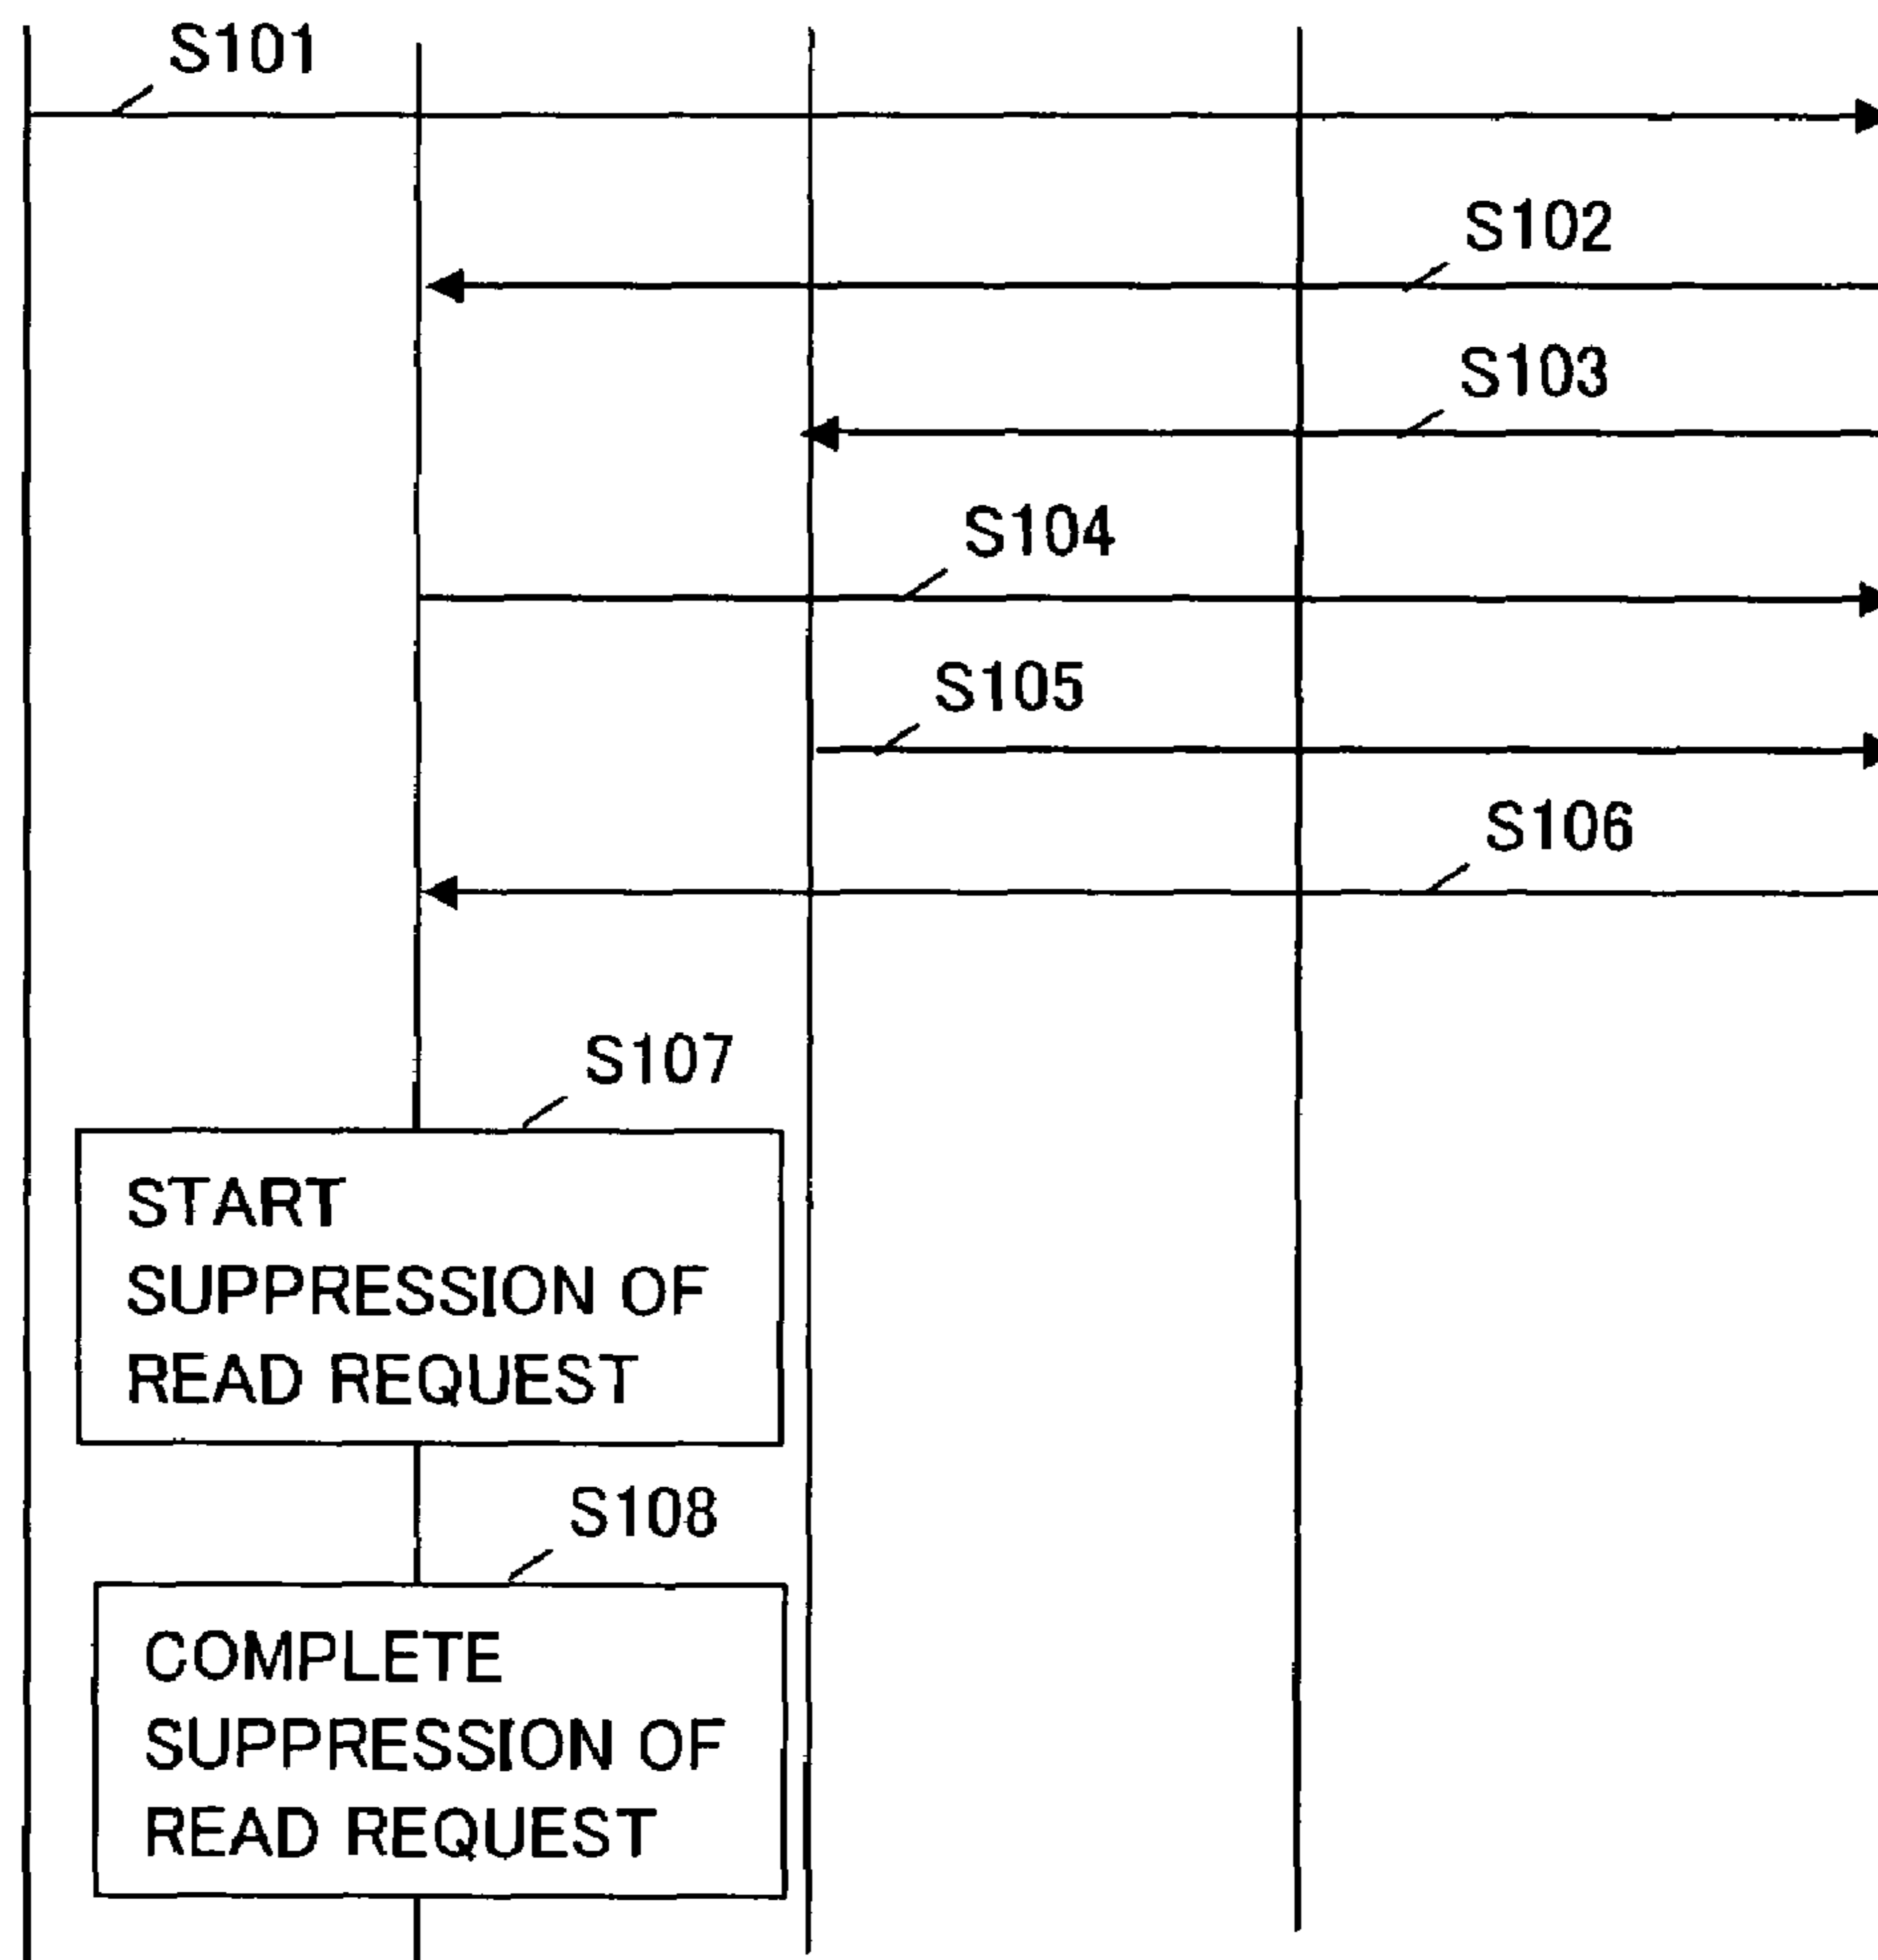 S101
S102
S103
S104
S105
S106
S107
START
SUPPRESSION OF
READ REQUEST
S108
COMPLETE
SUPPRESSION OF
READ REQUEST